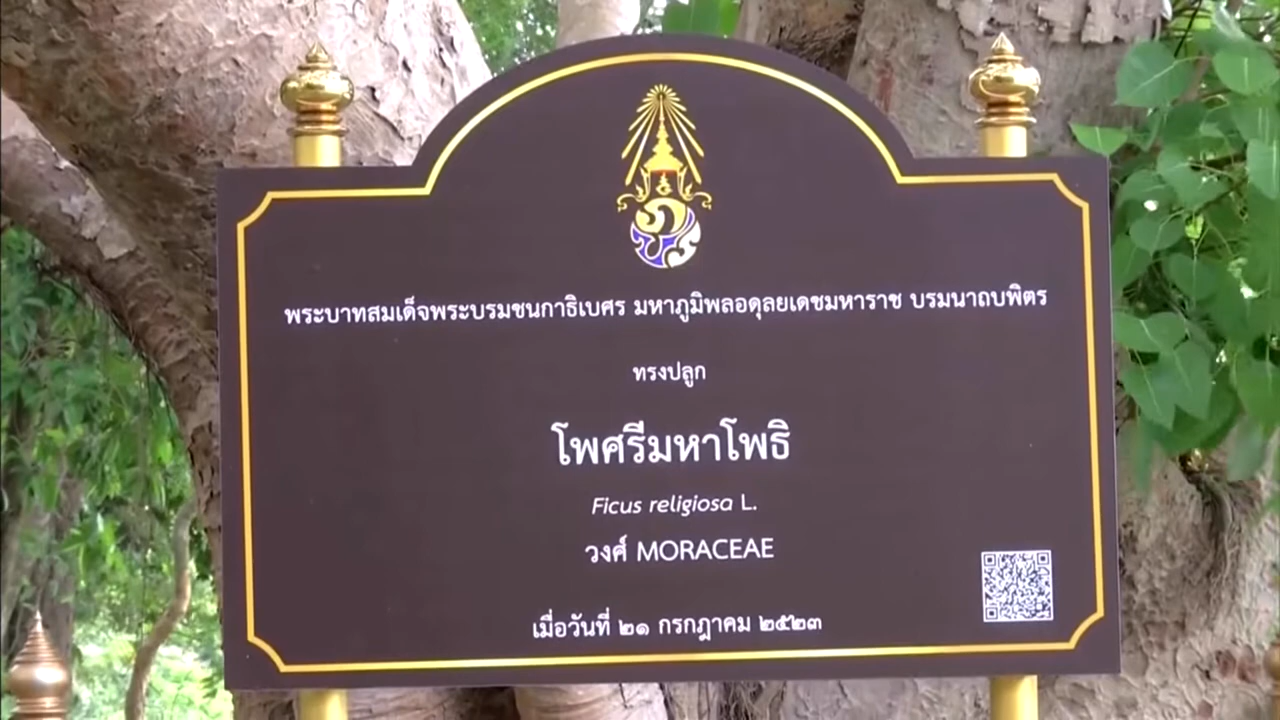 พระบาทสมเด็จพระบรมชนกาธิเบศร มหาภูมิพลอดุลยเดชมหาราช บรมนาถบพิตร
ทรงปลูก
โพศรีมหาโพธิ
Ficus religiosa L.
วงศ์ MORACEAE
เมื่อวันที่ ๒๑ กรกฎาคม ๒๕๒๓